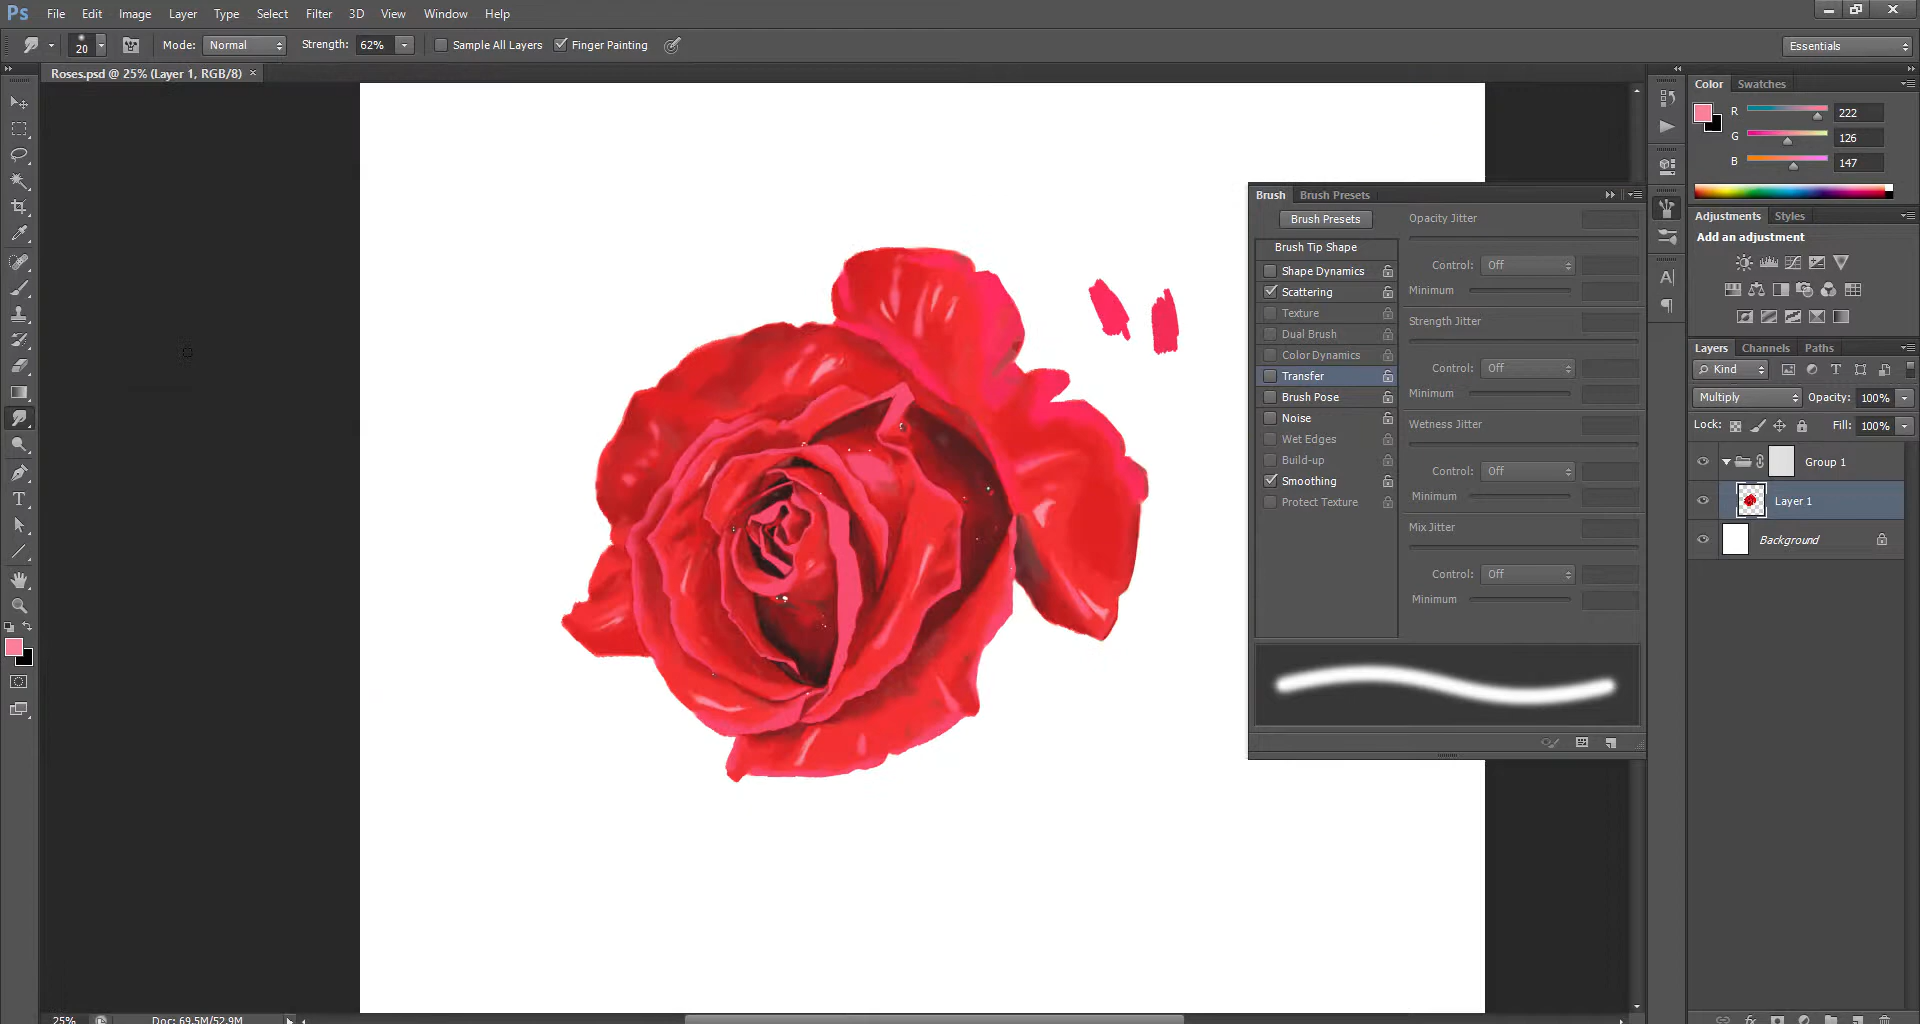 Ps File Edit Image Layer Type Select Filter 3D View Window Help
20 Mode: Normal Strength: 62% Sample All Layers Finger Painting Essentials
Roses.psd @ 25% (Layer 1, RGB/8) ×
Color Swatches
R 222
G 126
B 147
Brush Brush Presets
Brush Presets
Brush Tip Shape
Shape Dynamics
Scattering
Texture
Dual Brush
Color Dynamics
Transfer
Brush Pose
Noise
Wet Edges
Build-up
Smoothing
Protect Texture
Opacity Jitter
Control: Off
Minimum
Strength Jitter
Control: Off
Minimum
Wetness Jitter
Control: Off
Minimum
Mix Jitter
Control: Off
Minimum
Adjustments Styles
Add an adjustment
Layers Channels Paths
Kind T
Multiply Opacity: 100%
Lock: Fill: 100%
Group 1
Layer 1
Background
fx
25% Doc: 69.5M/52.9M